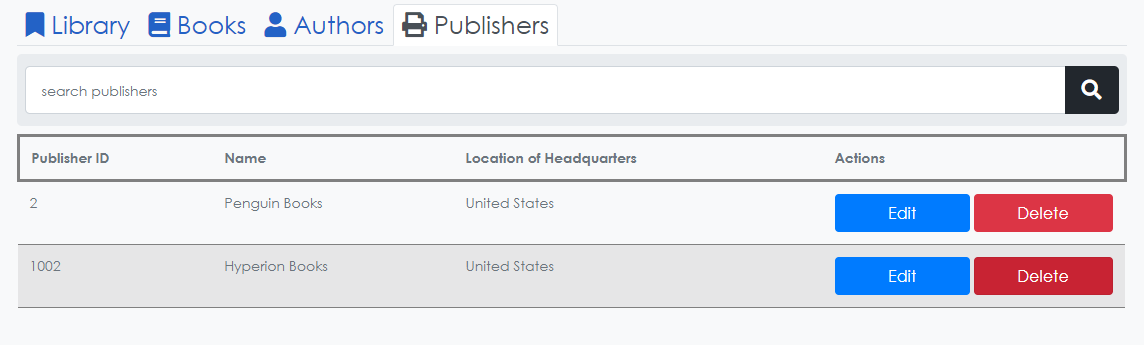 Library Books Authors Publishers
search publishers
Publisher ID Name Location of Headquarters Actions
2 Penguin Books United States Edit Delete
1002 Hyperion Books United States Edit Delete